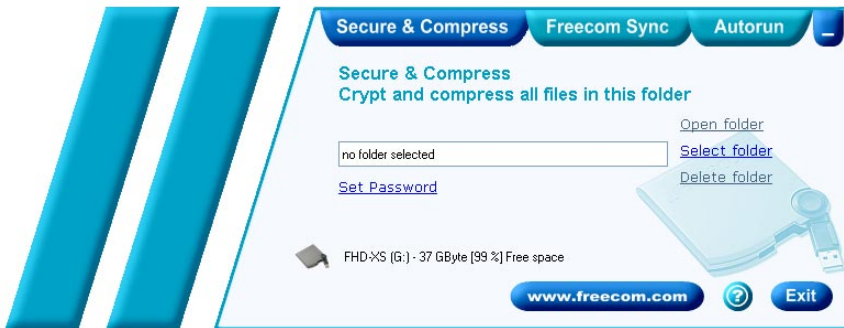 Secure & Compress Freecom Sync Autorun _
Secure & Compress
Crypt and compress all files in this folder
Open folder
no folder selected Select folder
Set Password Delete folder
FHD-XS (G:) - 37 GByte [99 %] Free space
www.freecom.com ? Exit